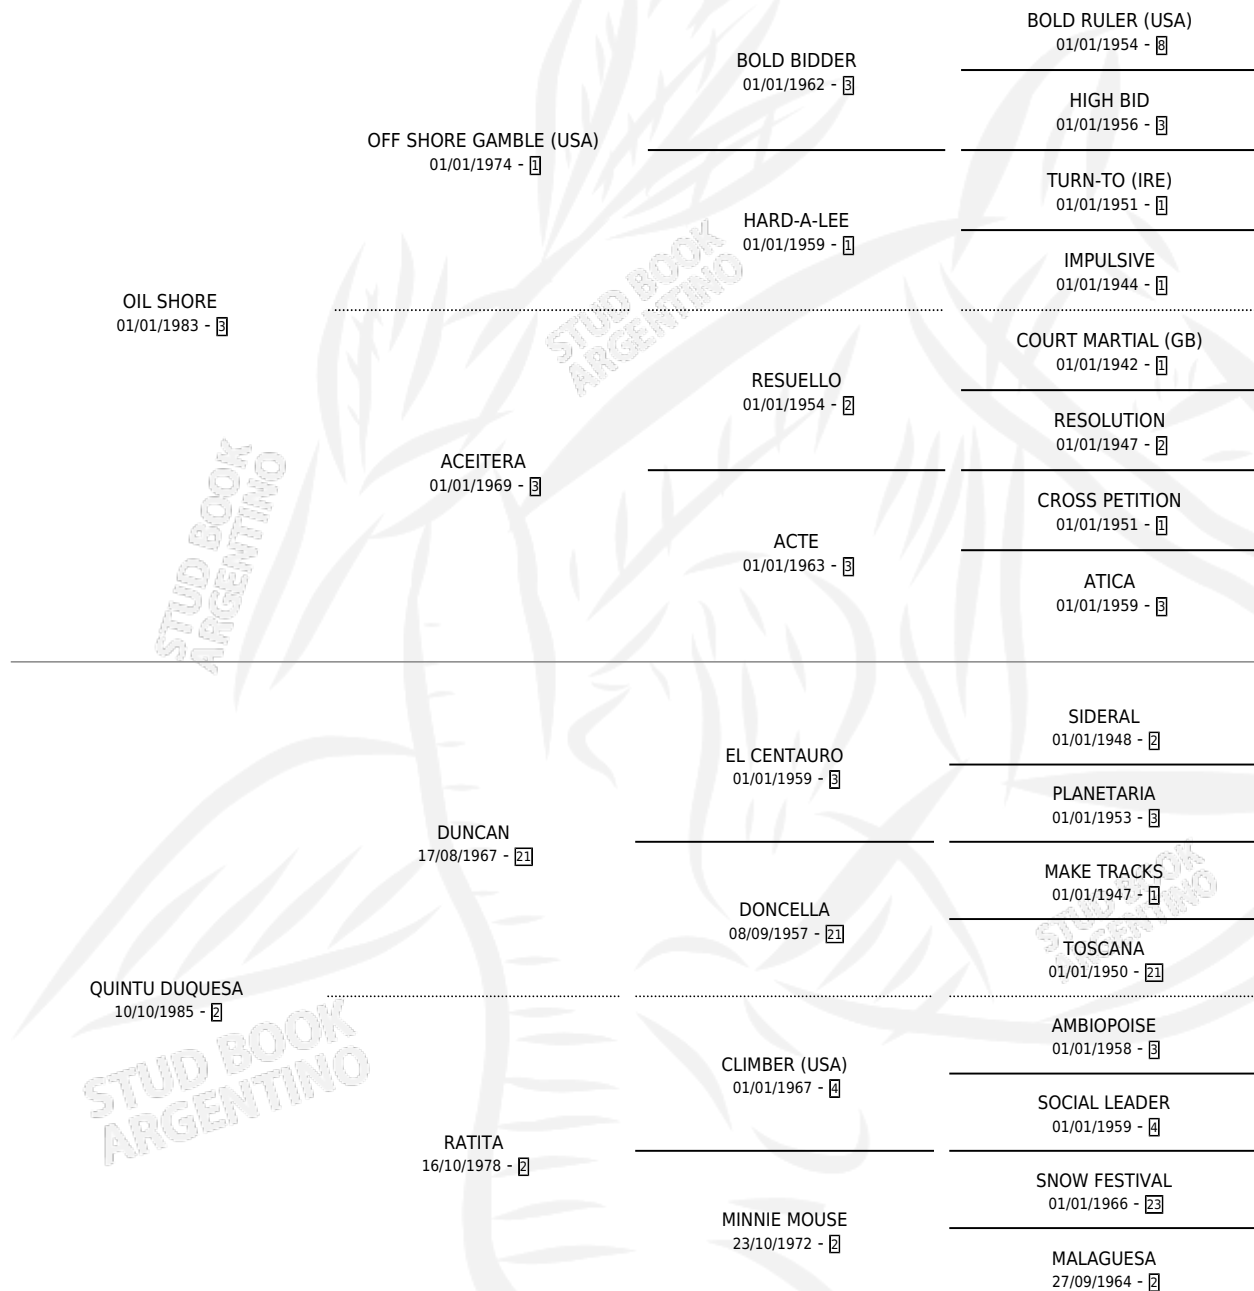 BOLD RULER (USA)
01/01/1954 - 8
BOLD BIDDER
01/01/1962 - 3
HIGH BID
01/01/1956 - 3
OFF SHORE GAMBLE (USA)
01/01/1974 - 1
TURN-TO (IRE)
01/01/1951 - 1
HARD-A-LEE
01/01/1959 - 1
IMPULSIVE
01/01/1944 - 1
OIL SHORE
01/01/1983 - 3
COURT MARTIAL (GB)
01/01/1942 - 1
RESUELLO
01/01/1954 - 2
RESOLUTION
01/01/1947 - 2
ACEITERA
01/01/1969 - 3
CROSS PETITION
01/01/1951 - 1
ACTE
01/01/1963 - 3
ATICA
01/01/1959 - 3
SIDERAL
01/01/1948 - 2
EL CENTAURO
01/01/1959 - 3
PLANETARIA
01/01/1953 - 3
DUNCAN
17/08/1967 - 21
MAKE TRACKS
01/01/1947 - 1
DONCELLA
08/09/1957 - 21
TOSCANA
01/01/1950 - 21
QUINTU DUQUESA
10/10/1985 - 2
AMBIOPOISE
01/01/1958 - 3
CLIMBER (USA)
01/01/1967 - 4
SOCIAL LEADER
01/01/1959 - 4
RATITA
16/10/1978 - 2
SNOW FESTIVAL
01/01/1966 - 23
MINNIE MOUSE
23/10/1972 - 2
MALAGUESA
27/09/1964 - 2
STUD BOOK
ARGENTINO
STUD BOOK
ARGENTINO
STUD BOOK
ARGENTINO
STUD BOOK
ARGENTINO